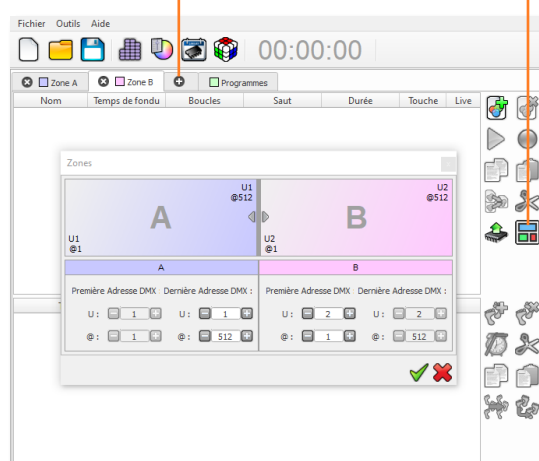 Fichier Outils Aide
00:00:00
Zone A Zone B Programmes
Nom Temps de fondu Boucles Saut Durée Touche Live
Zones
U1
@512
A
U1
@1
U2
@512
B
U2
@1
A B
Première Adresse DMX Dernière Adresse DMX : Première Adresse DMX Dernière Adresse DMX :
U : 1 U : 1 U : 2 U : 2
@ : 1 @ : 512 @ : 1 @ : 512